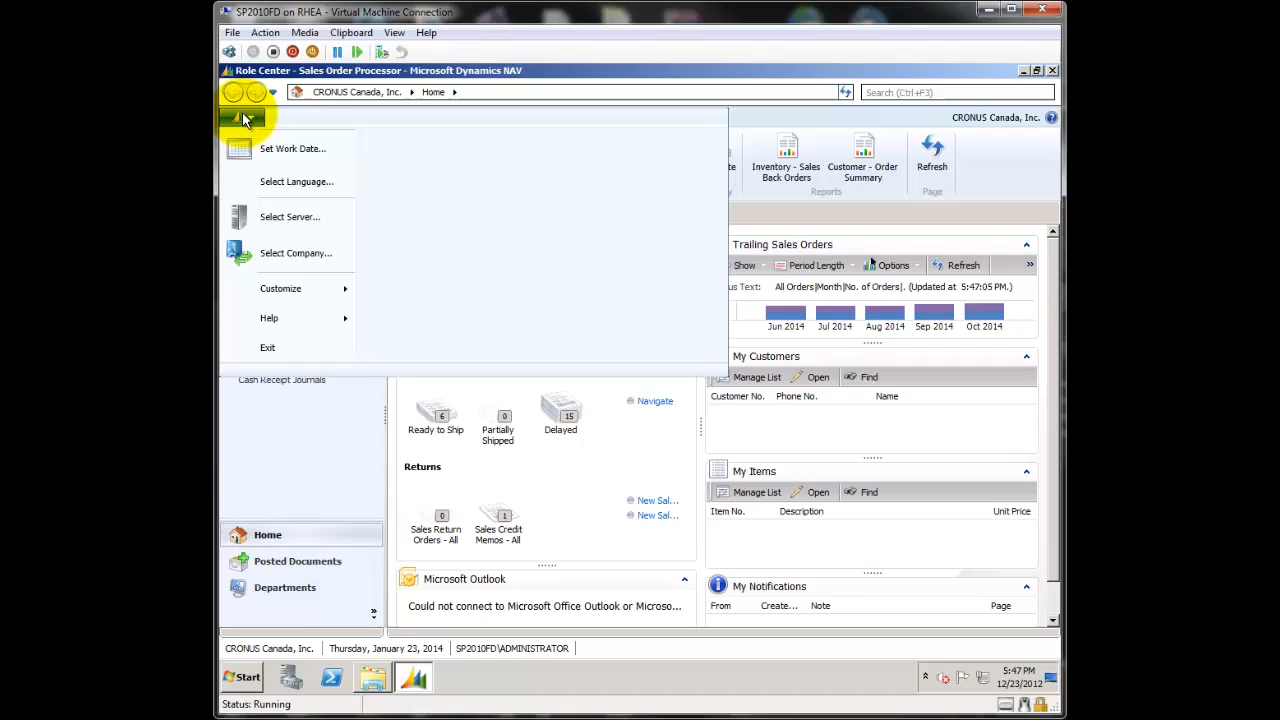 SP2010FD on RHEA - Virtual Machine Connection
File Action Media Clipboard View Help
Role Center - Sales Order Processor - Microsoft Dynamics NAV
CRONUS Canada, Inc. Home
Search (Ctrl+F3)
CRONUS Canada, Inc.
Set Work Date...
Select Language...
Select Server...
Select Company...
Customize
Help
Exit
Inventory - Sales Back Orders
Customer - Order Summary
Refresh
Reports
Page
Trailing Sales Orders
Show Period Length Options Refresh
All Orders|Month|No. of Orders|. (Updated at 5:47:05 PM.)
Jun 2014 Jul 2014 Aug 2014 Sep 2014 Oct 2014
My Customers
Manage List Open Find
Customer No. Phone No. Name
Cash Receipt Journals
6
Ready to Ship
0
Partially Shipped
15
Delayed
Navigate
Returns
0
Sales Return Orders - All
1
Sales Credit Memos - All
New Sal...
New Sal...
My Items
Manage List Open Find
Item No. Description Unit Price
Home
Posted Documents
Departments
Microsoft Outlook
Could not connect to Microsoft Office Outlook or Microso...
My Notifications
From Create... Note Page
CRONUS Canada, Inc. Thursday, January 23, 2014 SP2010FD\ADMINISTRATOR
Start
5:47 PM
12/23/2012
Status: Running